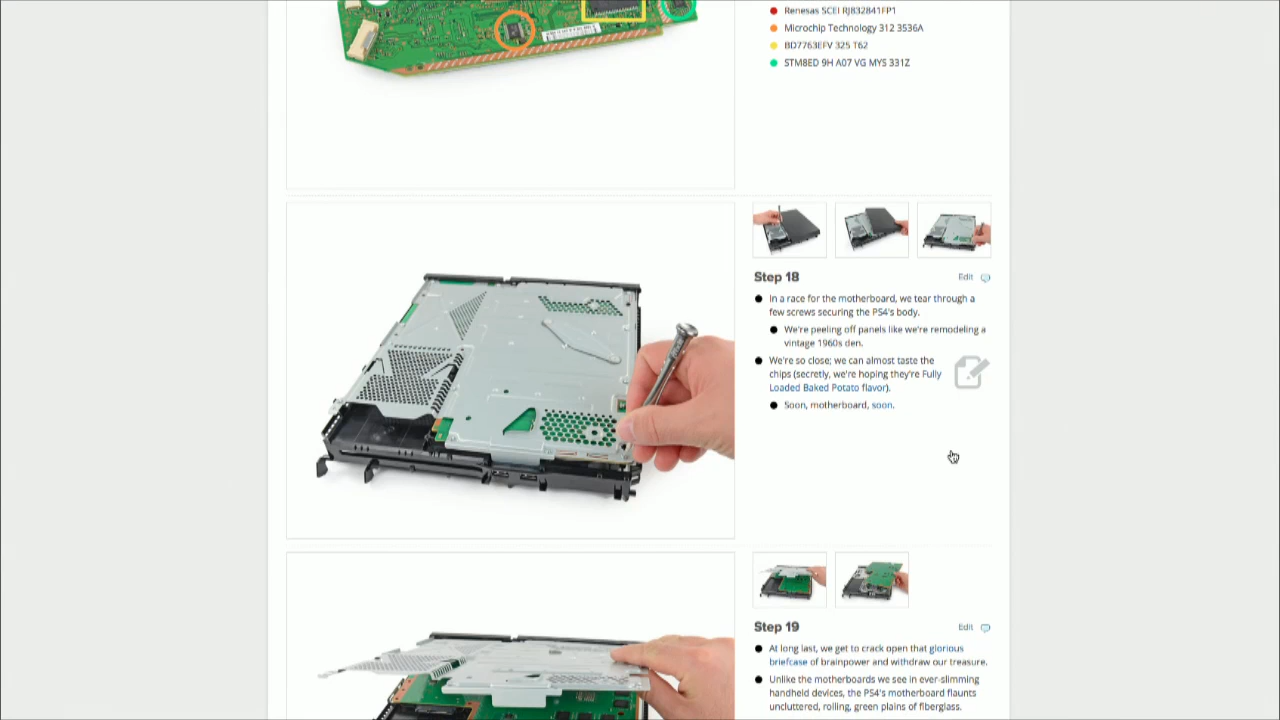 Renesas SCEI RJ832841FP1
Microchip Technology 312 3536A
BD7763EFV 325 T62
STM8ED 9H A07 VG MYS 331Z
Step 18
Edit
In a race for the motherboard, we tear through a
few screws securing the PS4's body.
We're peeling off panels like we're remodeling a
vintage 1960s den.
We're so close; we can almost taste the
chips (secretly, we're hoping they're Fully
Loaded Baked Potato flavor).
Soon, motherboard, soon.
Step 19
Edit
At long last, we get to crack open that glorious
briefcase of brainpower and withdraw our treasure.
Unlike the motherboards we see in ever-slimming
handheld devices, the PS4's motherboard flaunts
uncluttered, rolling, green plains of fiberglass.